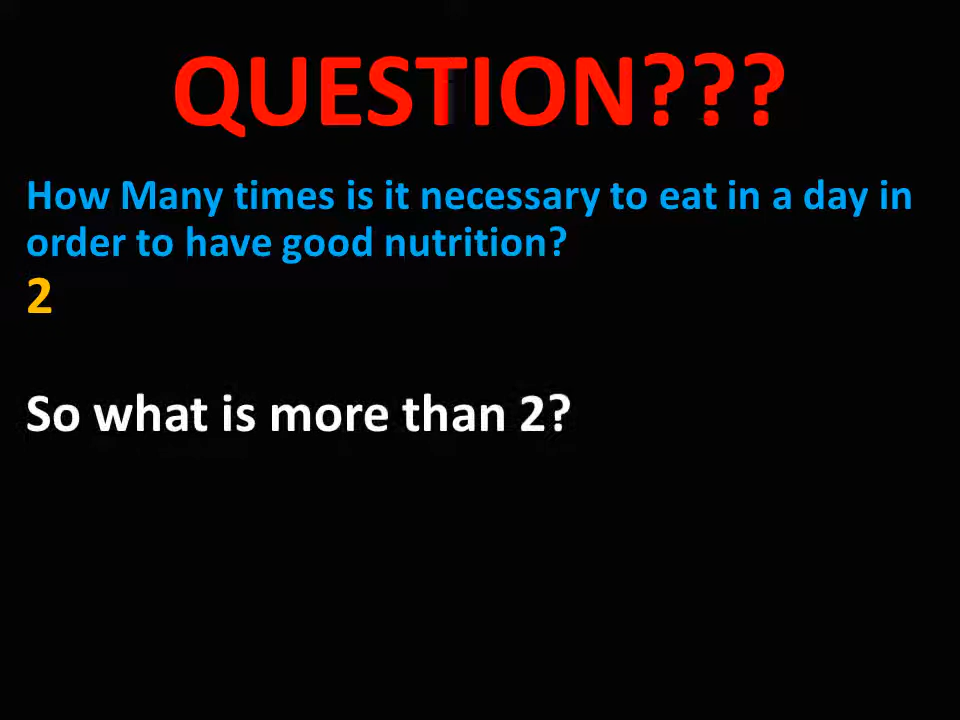 QUESTION???
How Many times is it necessary to eat in a day in
order to have good nutrition?
2
So what is more than 2?